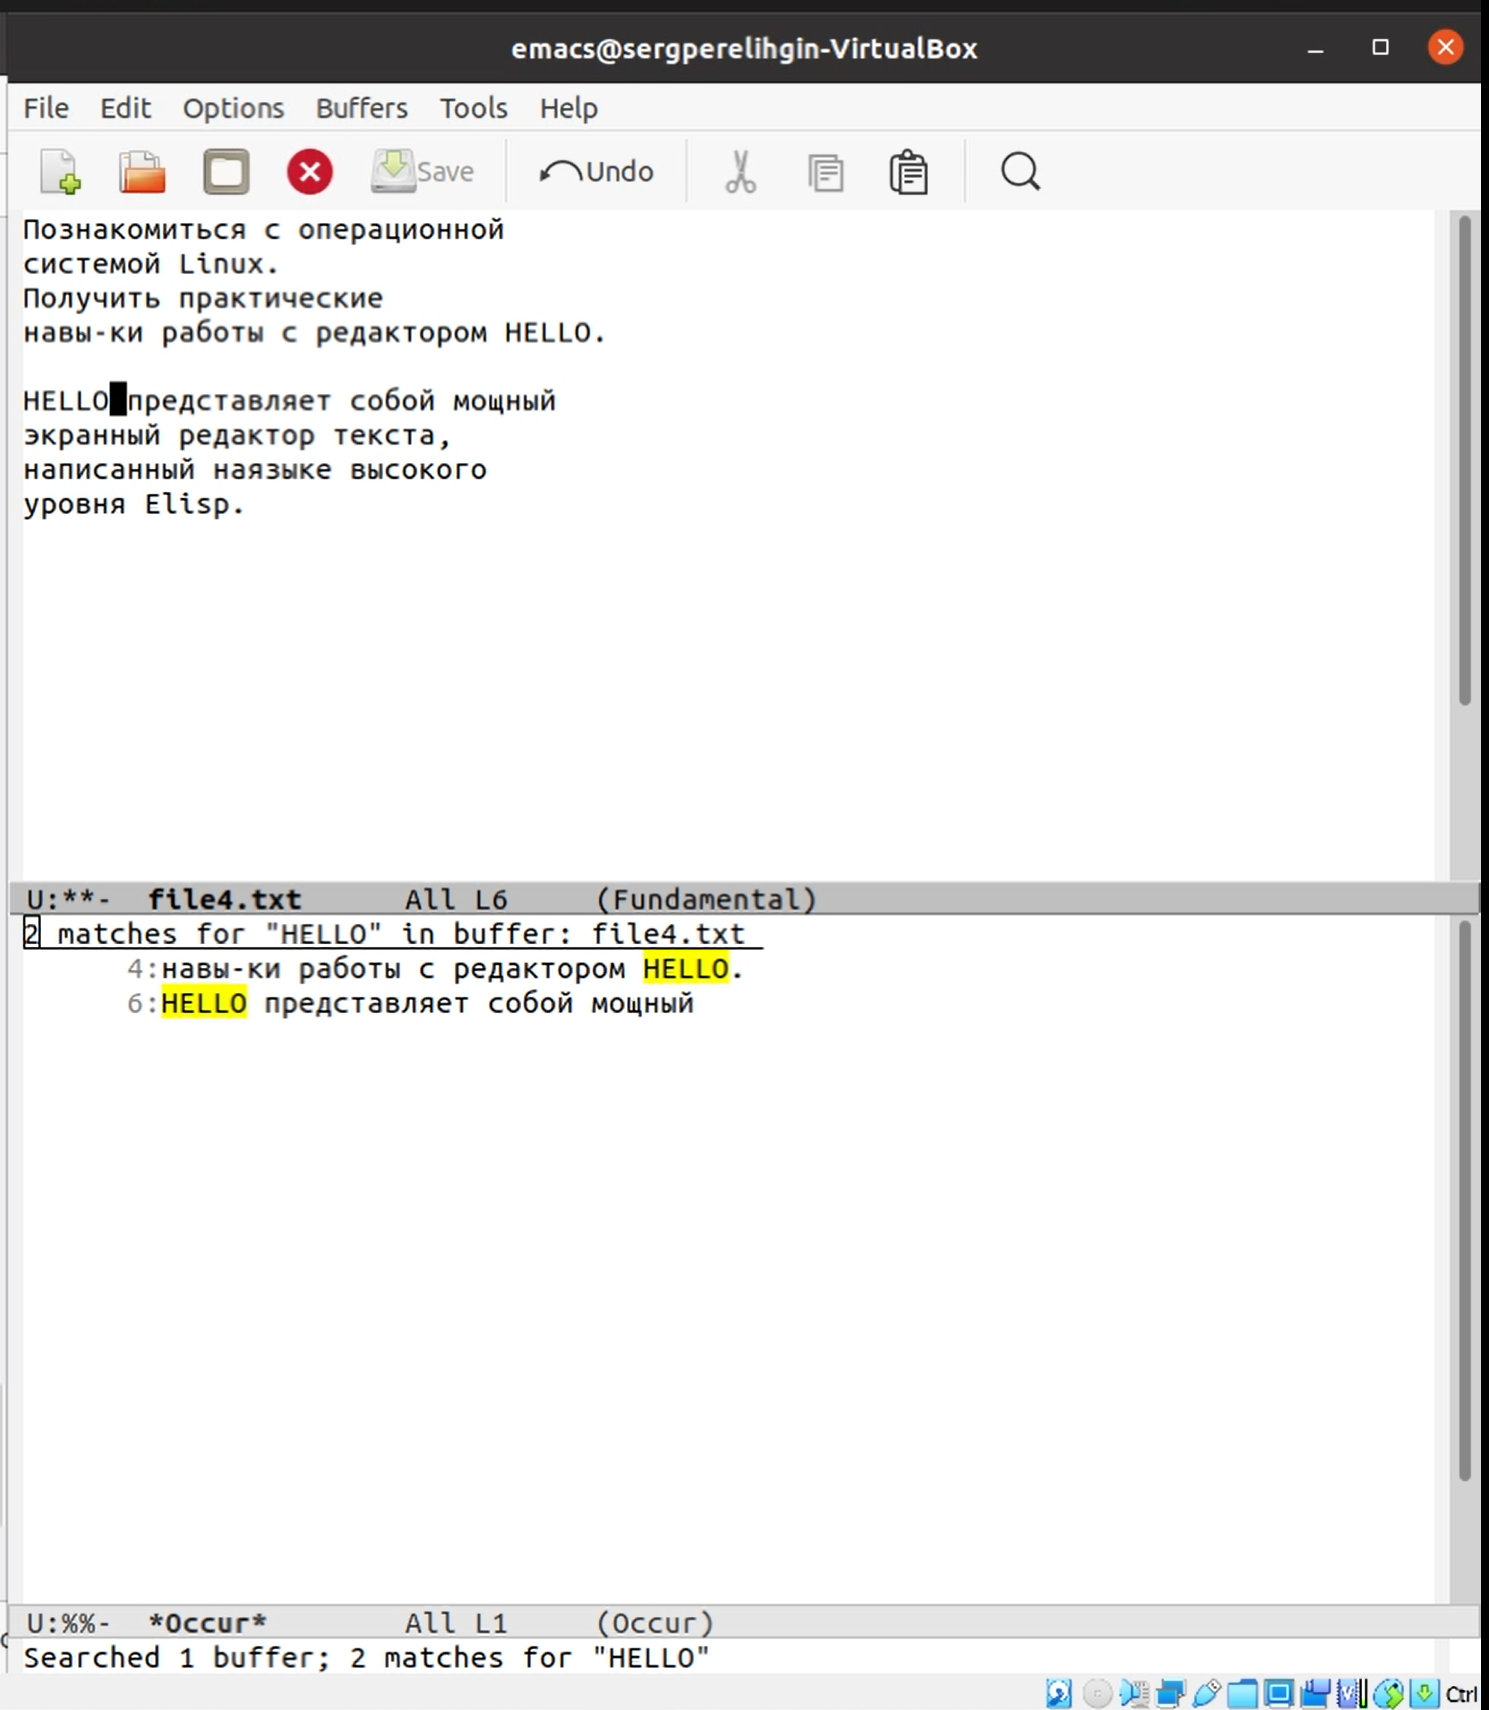 emacs@sergperelihgin-VirtualBox
File Edit Options Buffers Tools Help
Save Undo
Познакомиться с операционной
системой Linux.
Получить практические
навы-ки работы с редактором HELLO.
HELLO представляет собой мощный
экранный редактор текста,
написанный наязыке высокого
уровня Elisp.
U:**- file4.txt All L6 (Fundamental)
2 matches for "HELLO" in buffer: file4.txt
4:навы-ки работы с редактором HELLO.
6:HELLO представляет собой мощный
U:%%- *Occur* All L1 (Occur)
Searched 1 buffer; 2 matches for "HELLO"
Ctrl